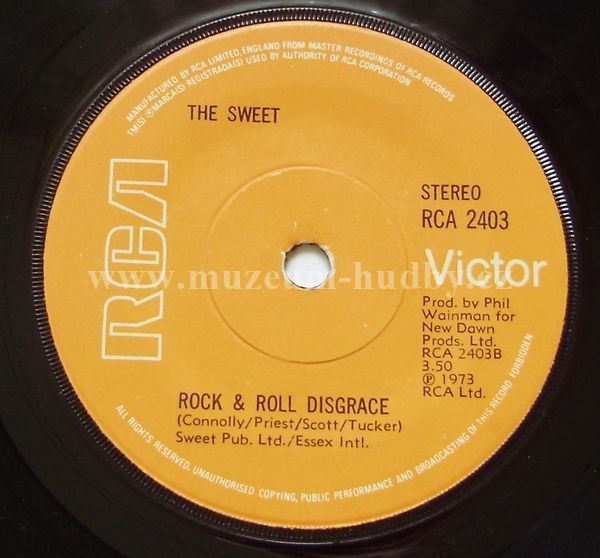 MANUFACTURED BY RCA LIMITED, ENGLAND FROM MASTER RECORDINGS OF RCA RECORDS
TM(S) ® MARCA(S) REGISTRADA(S) USED BY AUTHORITY OF RCA CORPORATION
THE SWEET
RCA
STEREO
RCA 2403
Victor
www.muzeum-hudby.cz
Prod. by Phil
Wainman for
New Dawn
Prods. Ltd.
RCA 2403B
3.50
℗ 1973
RCA Ltd.
ROCK & ROLL DISGRACE
(Connolly/Priest/Scott/Tucker)
Sweet Pub. Ltd./Essex Intl.
ALL RIGHTS RESERVED, UNAUTHORISED COPYING, PUBLIC PERFORMANCE AND BROADCASTING OF THIS RECORD FORBIDDEN